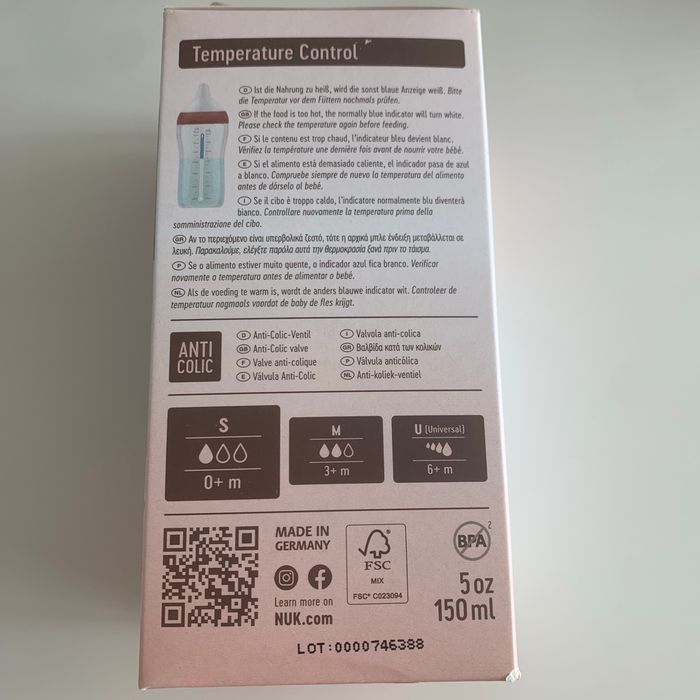 Temperature Control
D Ist die Nahrung zu heiß, wird die sonst blaue Anzeige weiß. Bitte
die Temperatur vor dem Füttern nochmals prüfen.
GB If the food is too hot, the normally blue indicator will turn white.
Please check the temperature again before feeding.
F Si le contenu est trop chaud, l'indicateur bleu devient blanc.
Vérifiez la température une dernière fois avant de nourrir votre bébé.
E Si el alimento está demasiado caliente, el indicador pasa de azul
a blanco. Compruebe siempre de nuevo la temperatura del alimento
antes de dárselo al bebé.
I Se il cibo è troppo caldo, l'indicatore normalmente blu diventerà
bianco. Controllare nuovamente la temperatura prima della
somministrazione del cibo.
GR Αν το περιεχόμενο είναι υπερβολικά ζεστό, τότε η αρχικά μπλε ένδειξη μεταβάλλεται σε
λευκή. Παρακαλούμε, ελέγξτε παρόλα αυτά την θερμοκρασία ξανά πριν το τάισμα.
P Se o alimento estiver muito quente, o indicador azul fica branco. Verificar
novamente a temperatura antes de alimentar o bebé.
NL Als de voeding te warm is, wordt de anders blauwe indicator wit. Controleer de
temperatuur nogmaals voordat de baby de fles krijgt.
ANTI
COLIC
D Anti-Colic-Ventil
GB Anti-Colic valve
F Valve anti-colique
E Válvula Anti-Colic
I Valvola anti-colica
GR Βαλβίδα κατά των κολικών
P Válvula anticólica
NL Anti-koliek-ventiel
S
0+ m
M
3+ m
U (Universal)
6+ m
MADE IN
GERMANY
Learn more on
NUK.com
FSC
MIX
FSC® C023094
BPA 2
5 oz
150 ml
LOT:0000746388